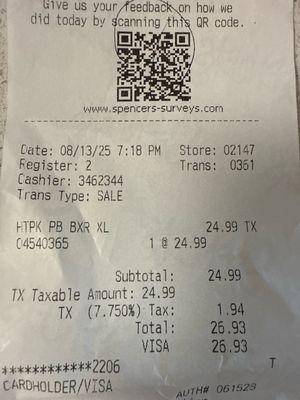 Give us your feedback on how we
did today by scanning this QR code.
www.spencers-surveys.com
Date: 08/13/25 7:18 PM Store: 02147
Register: 2 Trans: 0361
Cashier: 3462344
Trans Type: SALE
HTPK PB BXR XL 24.99 TX
04540365 1 @ 24.99
Subtotal: 24.99
TX Taxable Amount: 24.99
TX (7.750%) Tax: 1.94
Total: 26.93
VISA 26.93
************2206 T
CARDHOLDER/VISA
AUTH# 061529